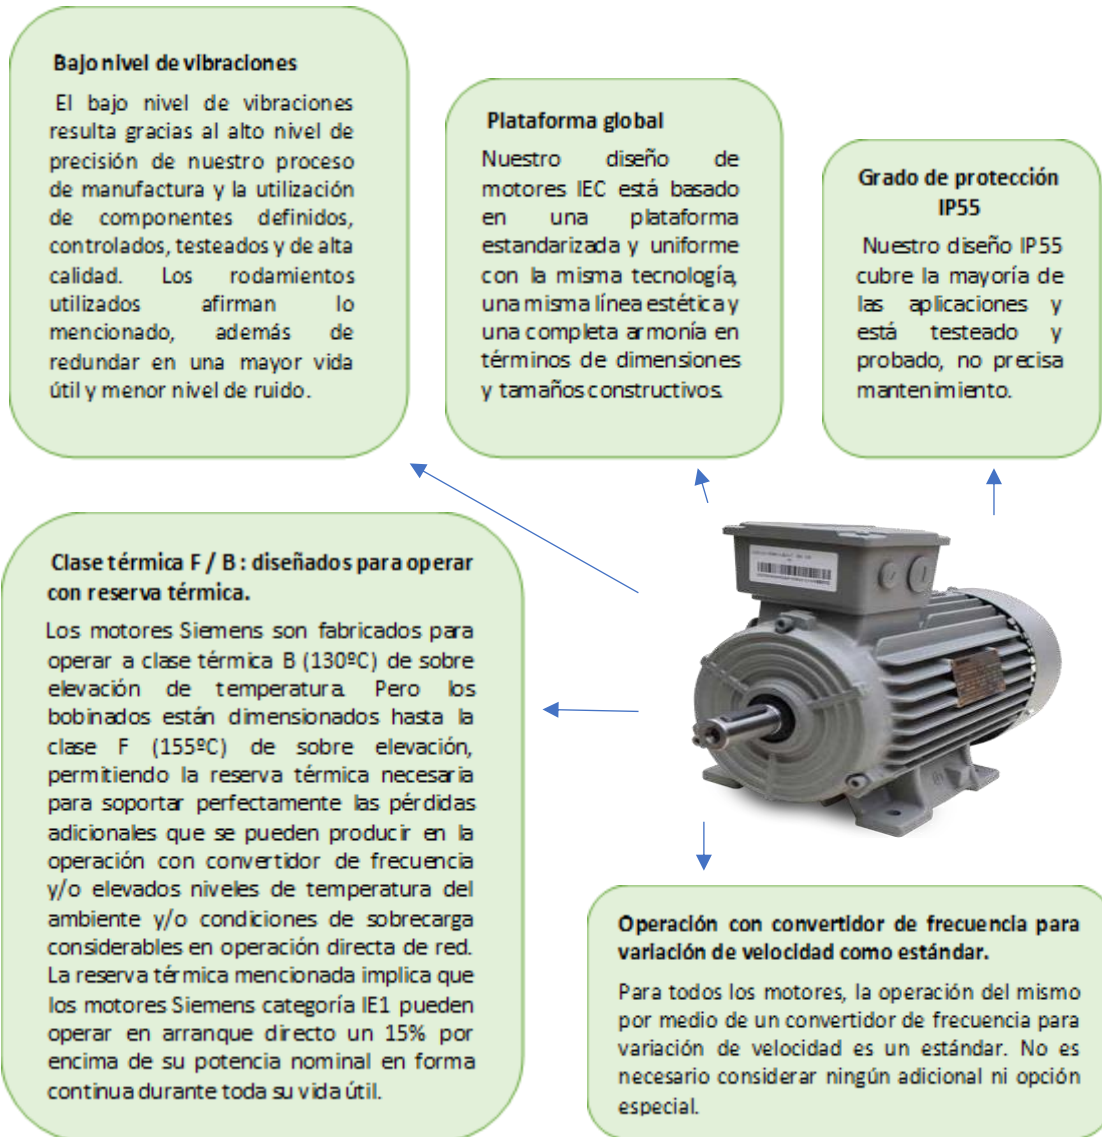 Bajo nivel de vibraciones
El bajo nivel de vibraciones
resulta gracias al alto nivel de
precisión de nuestro proceso
de manufactura y la utilización
de componentes definidos,
controlados, testeados y de alta
calidad. Los rodamientos
utilizados afirman lo
mencionado, además de
redundar en una mayor vida
útil y menor nivel de ruido.
Plataforma global
Nuestro diseño de
motores IEC está basado
en una plataforma
estandarizada y uniforme
con la misma tecnología,
una misma línea estética y
una completa armonía en
términos de dimensiones
y tamaños constructivos.
Grado de protección
IP55
Nuestro diseño IP55
cubre la mayoría de
las aplicaciones y
está testeado y
probado, no precisa
mantenimiento.
Clase térmica F / B : diseñados para operar
con reserva térmica.
Los motores Siemens son fabricados para
operar a clase térmica B (130ºC) de sobre
elevación de temperatura. Pero los
bobinados están dimensionados hasta la
clase F (155ºC) de sobre elevación,
permitiendo la reserva térmica necesaria
para soportar perfectamente las pérdidas
adicionales que se pueden producir en la
operación con convertidor de frecuencia
y/o elevados niveles de temperatura del
ambiente y/o condiciones de sobrecarga
considerables en operación directa de red.
La reserva térmica mencionada implica que
los motores Siemens categoría IE1 pueden
operar en arranque directo un 15% por
encima de su potencia nominal en forma
continua durante toda su vida útil.
Operación con convertidor de frecuencia para
variación de velocidad como estándar.
Para todos los motores, la operación del mismo
por medio de un convertidor de frecuencia para
variación de velocidad es un estándar. No es
necesario considerar ningún adicional ni opción
especial.